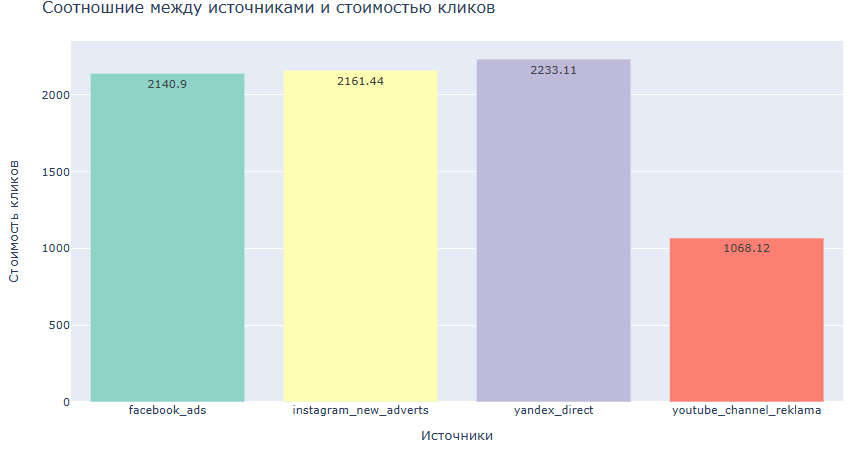 Соотношние между источниками и стоимостью кликов
2140.9
2161.44
2233.11
1068.12
2000
1500
1000
500
0
Стоимость кликов
facebook_ads
instagram_new_adverts
yandex_direct
youtube_channel_reklama
Источники